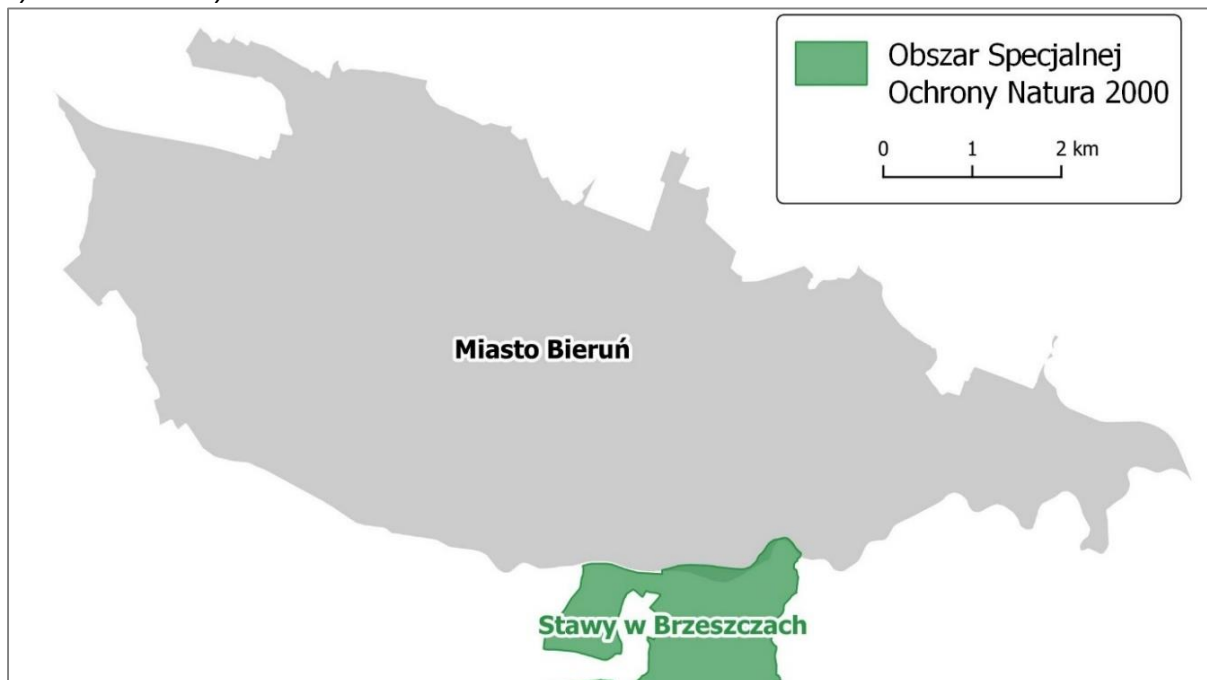 Obszar Specjalnej
Ochrony Natura 2000
0 1 2 km
Miasto Bieruń
Stawy w Brzeszczach